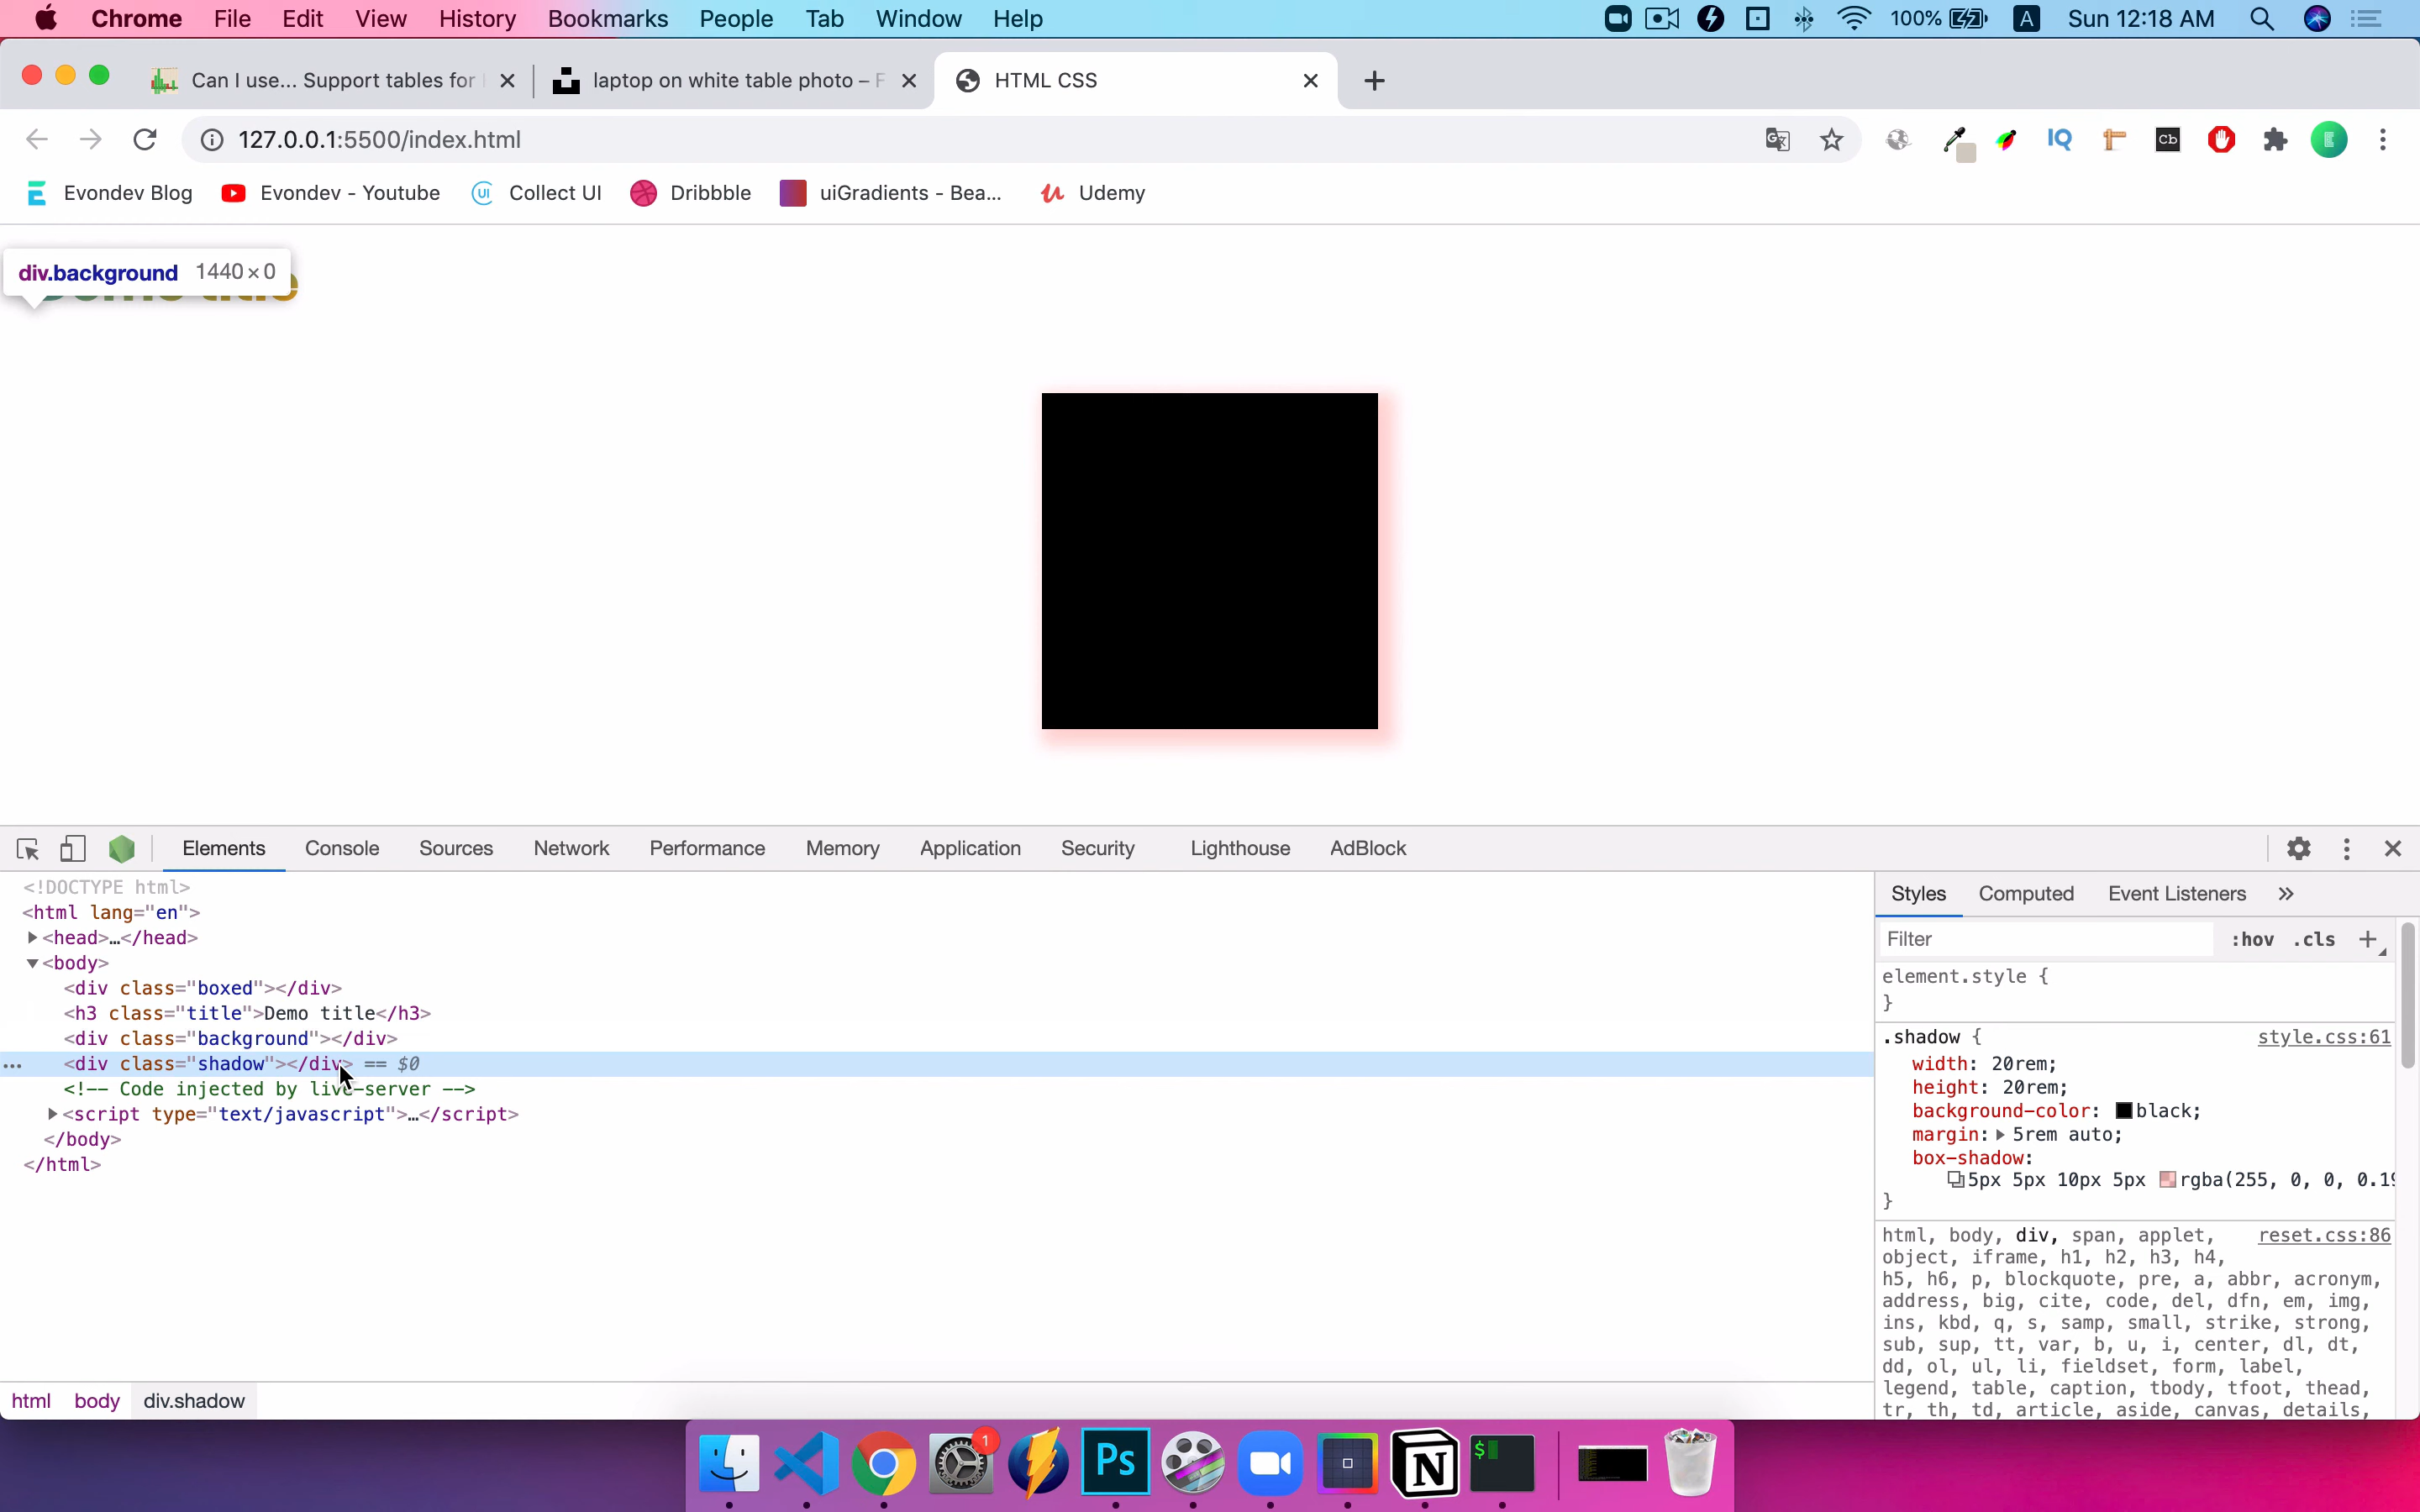 Chrome File Edit View History Bookmarks People Tab Window Help 100% A Sun 12:18 AM
Can I use... Support tables for laptop on white table photo – F HTML CSS
127.0.0.1:5500/index.html IQ Cb E
Evondev Blog Evondev - Youtube UI Collect UI Dribbble uiGradients - Bea... Udemy
div.background 1440×0
Demo title
Elements Console Sources Network Performance Memory Application Security Lighthouse AdBlock
<!DOCTYPE html>
<html lang="en">
<head>…</head>
<body>
<div class="boxed"></div>
<h3 class="title">Demo title</h3>
<div class="background"></div>
… <div class="shadow"></div> == $0
<!-- Code injected by live-server -->
<script type="text/javascript">…</script>
</body>
</html>
html body div.shadow
Styles Computed Event Listeners »
Filter :hov .cls +
element.style {
}
.shadow { style.css:61
width: 20rem;
height: 20rem;
background-color: black;
margin: 5rem auto;
box-shadow:
5px 5px 10px 5px rgba(255, 0, 0, 0.19
}
html, body, div, span, applet, reset.css:86
object, iframe, h1, h2, h3, h4,
h5, h6, p, blockquote, pre, a, abbr, acronym,
address, big, cite, code, del, dfn, em, img,
ins, kbd, q, s, samp, small, strike, strong,
sub, sup, tt, var, b, u, i, center, dl, dt,
dd, ol, ul, li, fieldset, form, label,
legend, table, caption, tbody, tfoot, thead,
tr, th, td, article, aside, canvas, details,
1 Ps N $